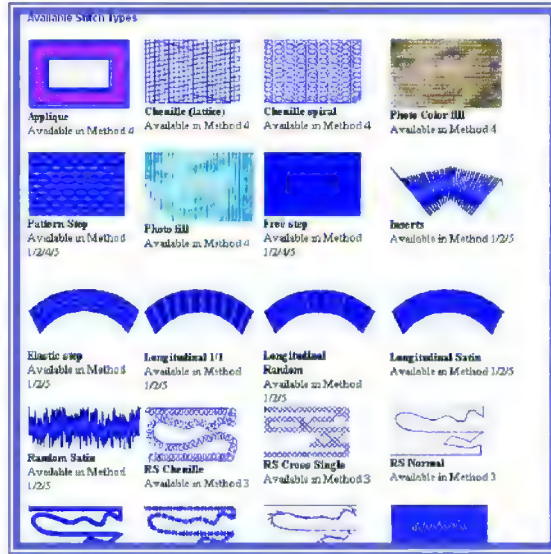 Available Stitch Types
Applique
Available in Method 4
Chenille (lattice)
Available in Method 4
Chenille spiral
Available in Method 4
Photo Color fill
Available in Method 4
Pattern Step
Available in Method
1/2/4/5
Photo fill
Available in Method 4
Free step
Available in Method
1/2/4/5
Inserts
Available in Method 1/2/5
Elastic step
Available in Method
1/2/5
Longitudinal 1/1
Available in Method
1/2/5
Longitudinal
Random
Available in Method
1/2/5
Longitudinal Satin
Available in Method 1/2/5
Random Satin
Available in Method
1/2/5
RS Chenille
Available in Method 3
RS Cross Single
Available in Method 3
RS Normal
Available in Method 3